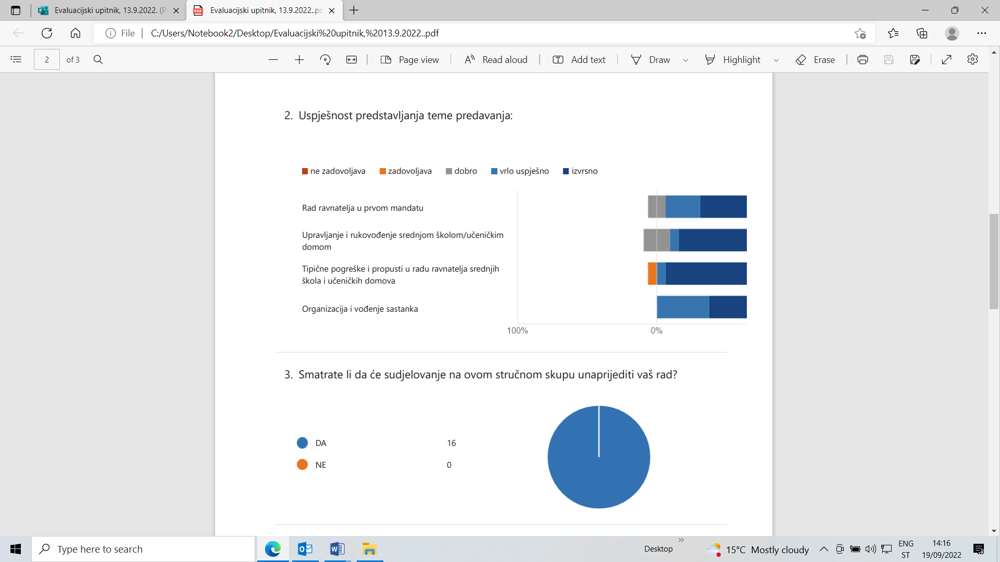 Evaluacijski upitnik, 13.9.2022. (P
Evaluacijski upitnik, 13.9.2022..pd
File
C:/Users/Notebook2/Desktop/Evaluacijski%20upitnik,%2013.9.2022..pdf
2 of 3
Page view
Read aloud
Add text
Draw
Highlight
Erase
2. Uspješnost predstavljanja teme predavanja:
ne zadovoljava zadovoljava dobro vrlo uspješno izvrsno
Rad ravnatelja u prvom mandatu
Upravljanje i rukovođenje srednjom školom/učeničkim
domom
Tipične pogreške i propusti u radu ravnatelja srednjih
škola i učeničkih domova
Organizacija i vođenje sastanka
100% 0%
3. Smatrate li da će sudjelovanje na ovom stručnom skupu unaprijediti vaš rad?
DA 16
NE 0
Type here to search
Desktop
15°C Mostly cloudy
ENG
ST
14:16
19/09/2022